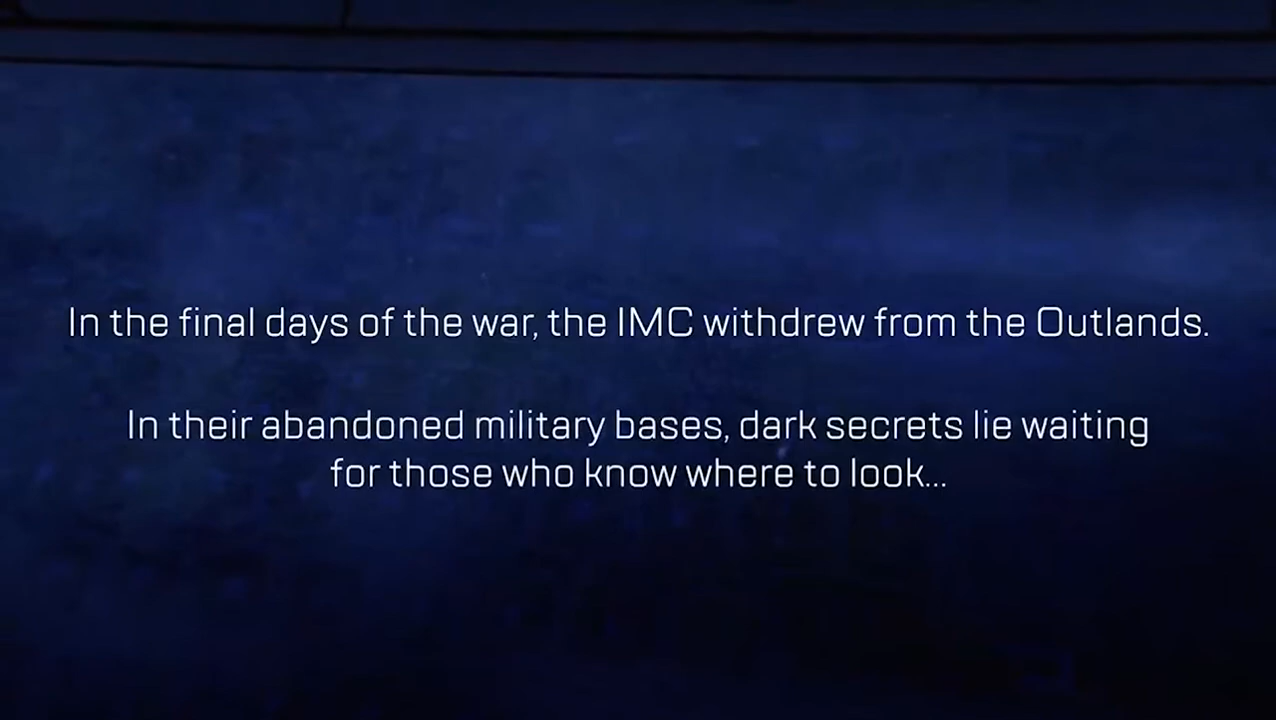 In the final days of the war, the IMC withdrew from the Outlands.
In their abandoned military bases, dark secrets lie waiting
for those who know where to look...